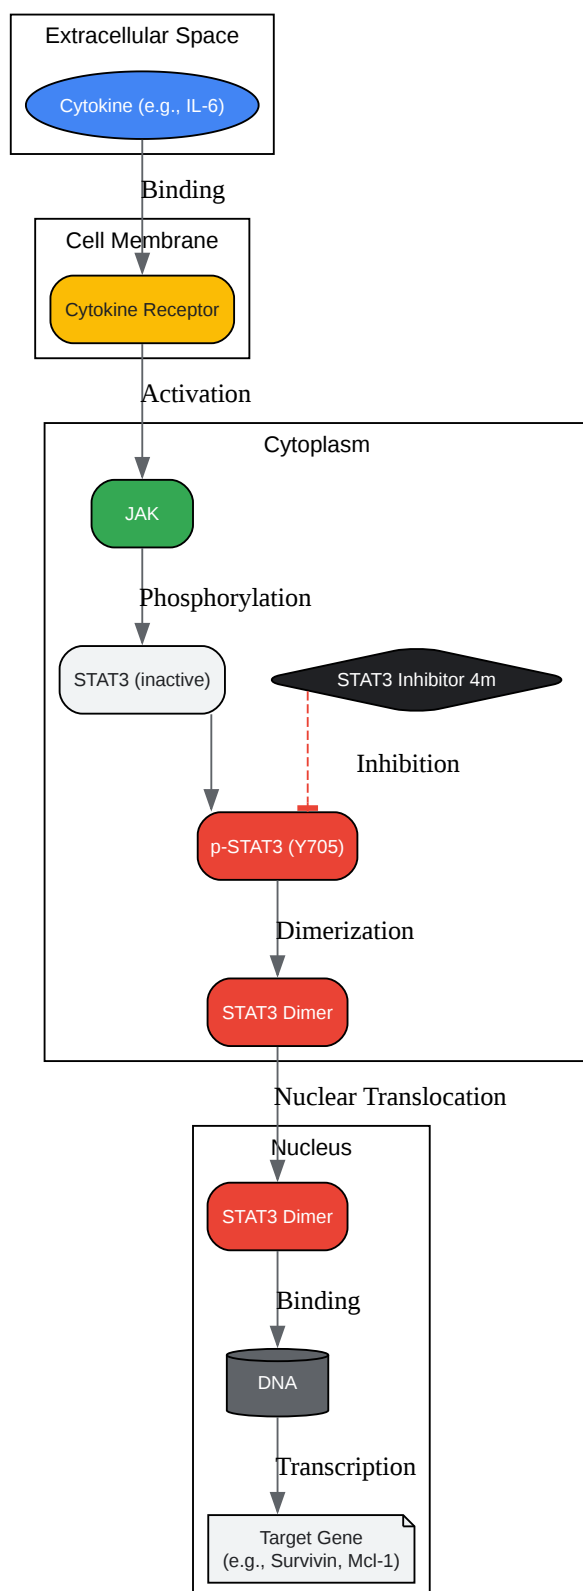 Extracellular Space
Cytokine (e.g., IL-6)
Binding
Cell Membrane
Cytokine Receptor
Activation
Cytoplasm
JAK
Phosphorylation
STAT3 (inactive)
STAT3 Inhibitor 4m
Inhibition
p-STAT3 (Y705)
Dimerization
STAT3 Dimer
Nuclear Translocation
Nucleus
STAT3 Dimer
Binding
DNA
Transcription
Target Gene
(e.g., Survivin, Mcl-1)